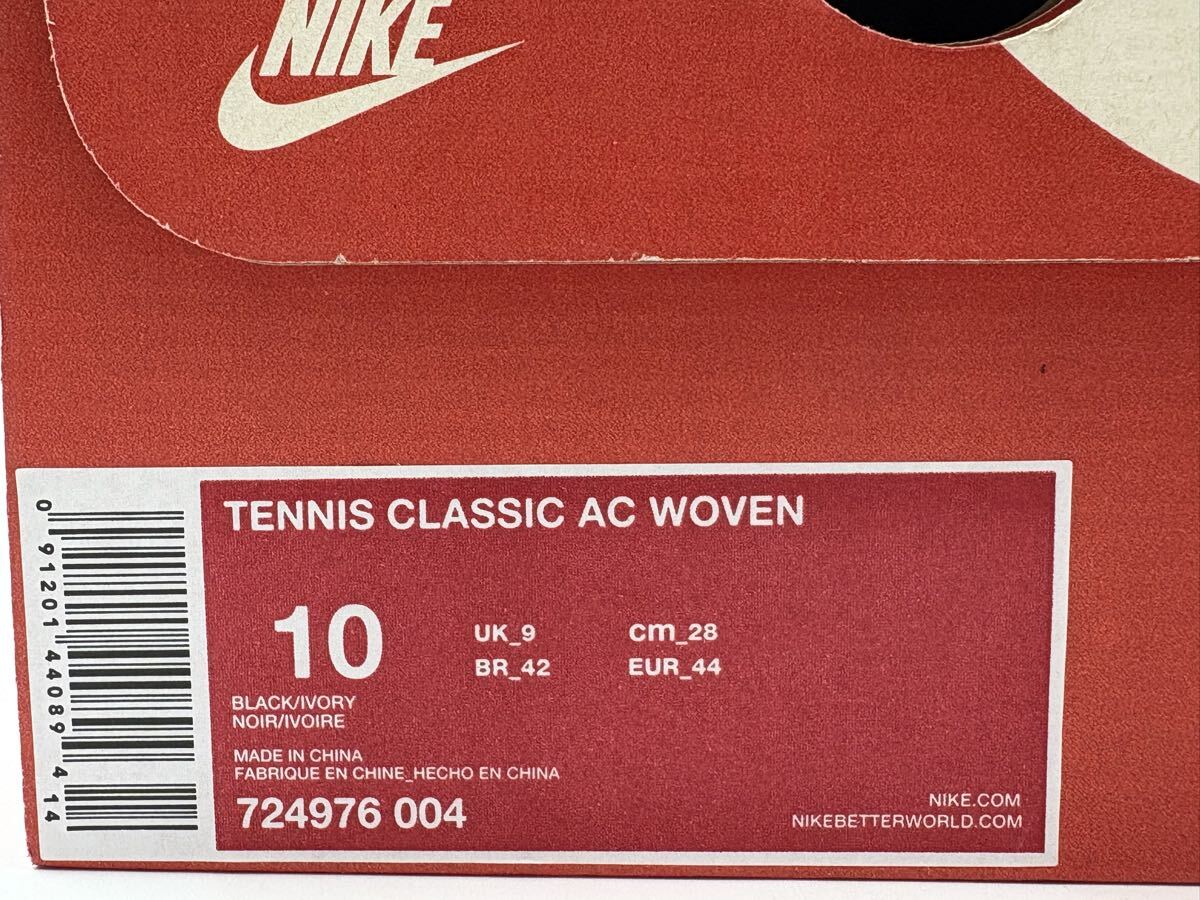 NIKE
TENNIS CLASSIC AC WOVEN
10
UK_9 cm_28
BR_42 EUR_44
BLACK/IVORY
NOIR/IVOIRE
MADE IN CHINA
FABRIQUE EN CHINE_HECHO EN CHINA
724976 004
NIKE.COM
NIKEBETTERWORLD.COM
0 91201 44089 4 14